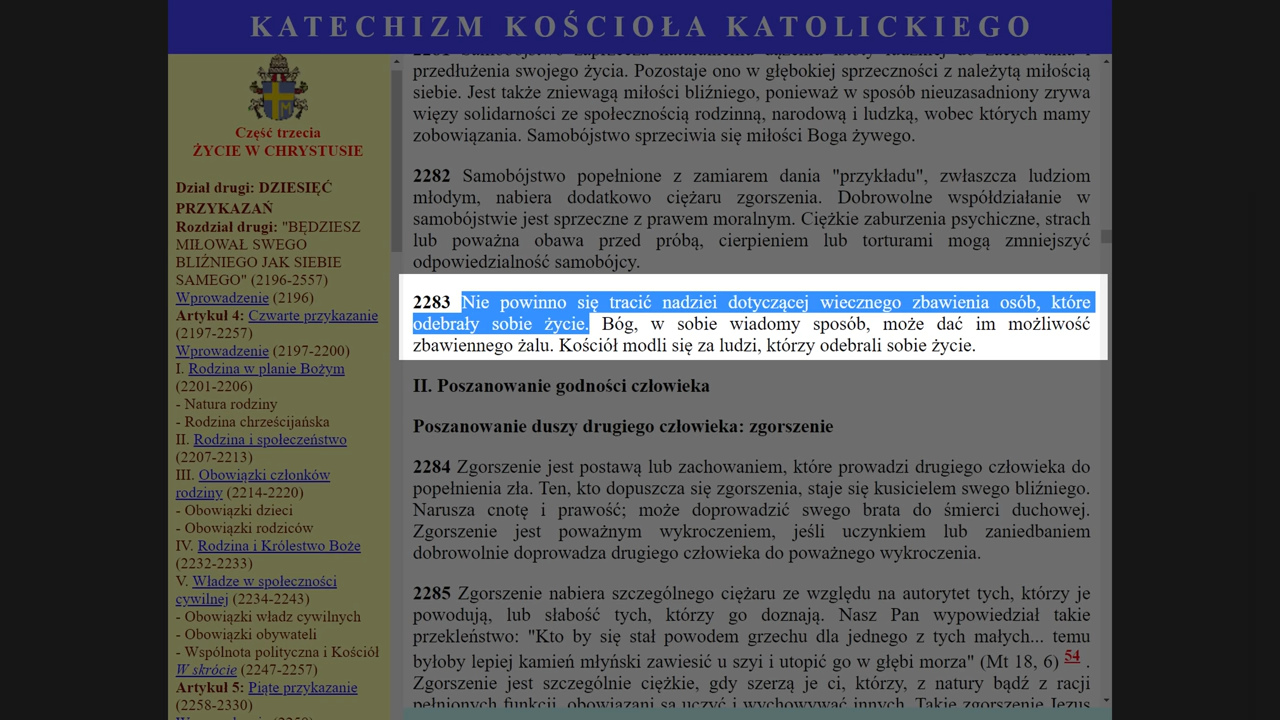 KATECHIZM KOŚCIOŁA KATOLICKIEGO
Część trzecia
ŻYCIE W CHRYSTUSIE
Dział drugi: DZIESIĘĆ
PRZYKAZAŃ
Rozdział drugi: "BĘDZIESZ
MIŁOWAŁ SWEGO
BLIŹNIEGO JAK SIEBIE
SAMEGO" (2196-2557)
Wprowadzenie (2196)
Artykuł 4: Czwarte przykazanie
(2197-2257)
Wprowadzenie (2197-2200)
I. Rodzina w planie Bożym
(2201-2206)
- Natura rodziny
- Rodzina chrześcijańska
II. Rodzina i społeczeństwo
(2207-2213)
III. Obowiązki członków
rodziny (2214-2220)
- Obowiązki dzieci
- Obowiązki rodziców
IV. Rodzina i Królestwo Boże
(2232-2233)
V. Władze w społeczności
cywilnej (2234-2243)
- Obowiązki władz cywilnych
- Obowiązki obywateli
- Wspólnota polityczna i Kościół
W skrócie (2247-2257)
Artykuł 5: Piąte przykazanie
(2258-2330)
przedłużenia swojego życia. Pozostaje ono w głębokiej sprzeczności z należytą miłością
siebie. Jest także zniewagą miłości bliźniego, ponieważ w sposób nieuzasadniony zrywa
więzy solidarności ze społecznością rodzinną, narodową i ludzką, wobec których mamy
zobowiązania. Samobójstwo sprzeciwia się miłości Boga żywego.
2282 Samobójstwo popełnione z zamiarem dania "przykładu", zwłaszcza ludziom
młodym, nabiera dodatkowo ciężaru zgorszenia. Dobrowolne współdziałanie w
samobójstwie jest sprzeczne z prawem moralnym. Ciężkie zaburzenia psychiczne, strach
lub poważna obawa przed próbą, cierpieniem lub torturami mogą zmniejszyć
odpowiedzialność samobójcy.
2283 Nie powinno się tracić nadziei dotyczącej wiecznego zbawienia osób, które
odebrały sobie życie. Bóg, w sobie wiadomy sposób, może dać im możliwość
zbawiennego żalu. Kościół modli się za ludzi, którzy odebrali sobie życie.
II. Poszanowanie godności człowieka
Poszanowanie duszy drugiego człowieka: zgorszenie
2284 Zgorszenie jest postawą lub zachowaniem, które prowadzi drugiego człowieka do
popełnienia zła. Ten, kto dopuszcza się zgorszenia, staje się kusicielem swego bliźniego.
Narusza cnotę i prawość; może doprowadzić swego brata do śmierci duchowej.
Zgorszenie jest poważnym wykroczeniem, jeśli uczynkiem lub zaniedbaniem
dobrowolnie doprowadza drugiego człowieka do poważnego wykroczenia.
2285 Zgorszenie nabiera szczególnego ciężaru ze względu na autorytet tych, którzy je
powodują, lub słabość tych, którzy go doznają. Nasz Pan wypowiedział takie
przekleństwo: "Kto by się stał powodem grzechu dla jednego z tych małych... temu
byłoby lepiej kamień młyński zawiesić u szyi i utopić go w głębi morza" (Mt 18, 6) 54 .
Zgorszenie jest szczególnie ciężkie, gdy szerzą je ci, którzy, z natury bądź z racji
pełnionych funkcji, obowiązani są uczyć i wychowywać innych. Takie zgorszenie Jezus